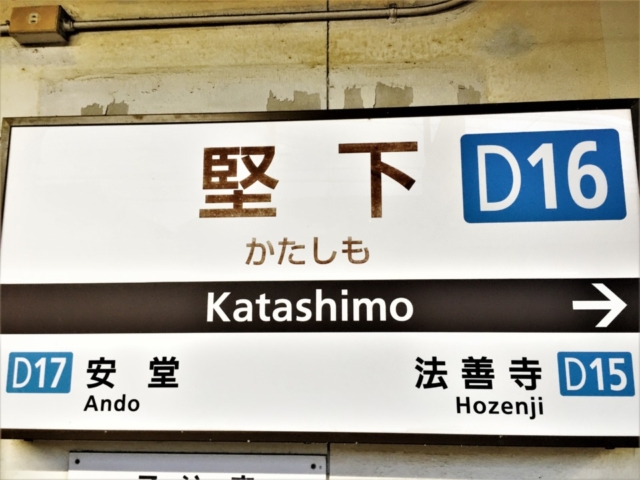 堅下 D16
かたしも
Katashimo →
D17 安堂 法善寺 D15
Ando Hozenji